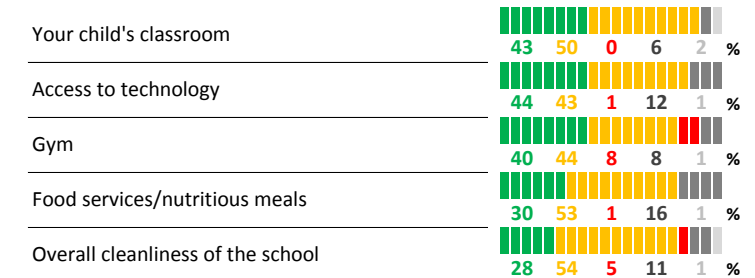 Your child's classroom
43 50 0 6 2 %
Access to technology
44 43 1 12 1 %
Gym
40 44 8 8 1 %
Food services/nutritious meals
30 53 1 16 1 %
Overall cleanliness of the school
28 54 5 11 1 %